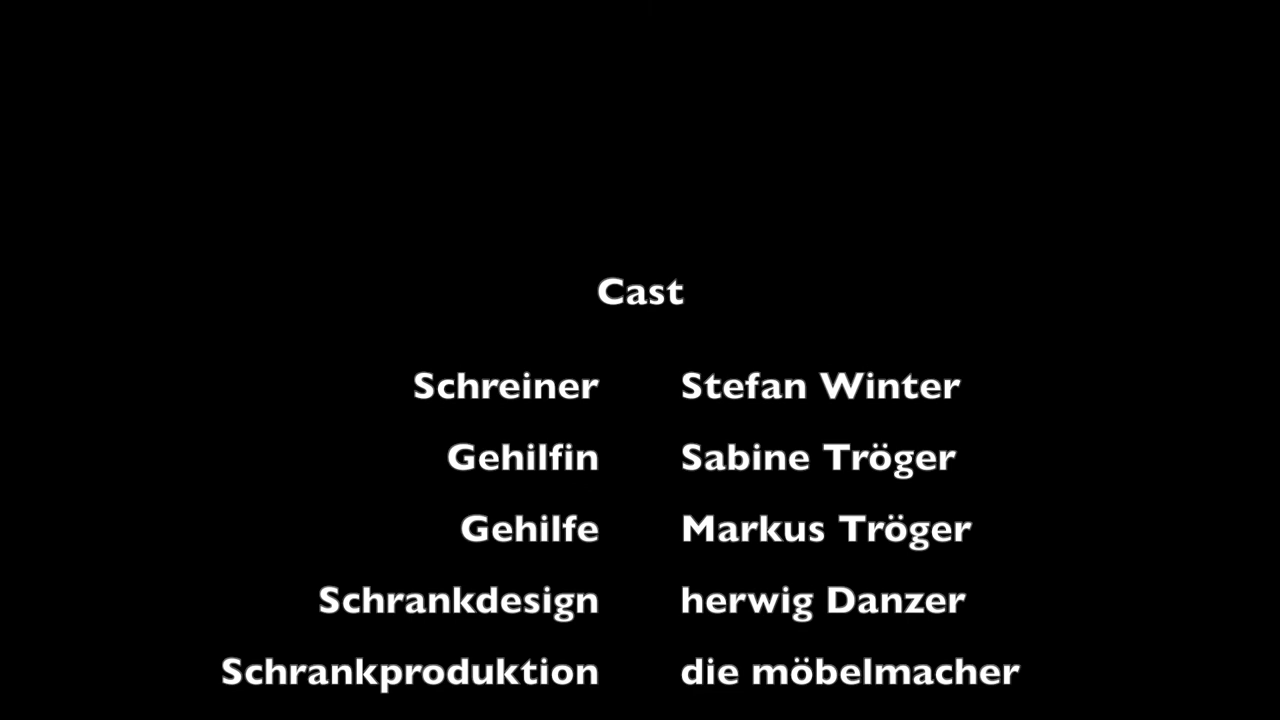 Cast
Schreiner Stefan Winter
Gehilfin Sabine Tröger
Gehilfe Markus Tröger
Schrankdesign herwig Danzer
Schrankproduktion die möbelmacher